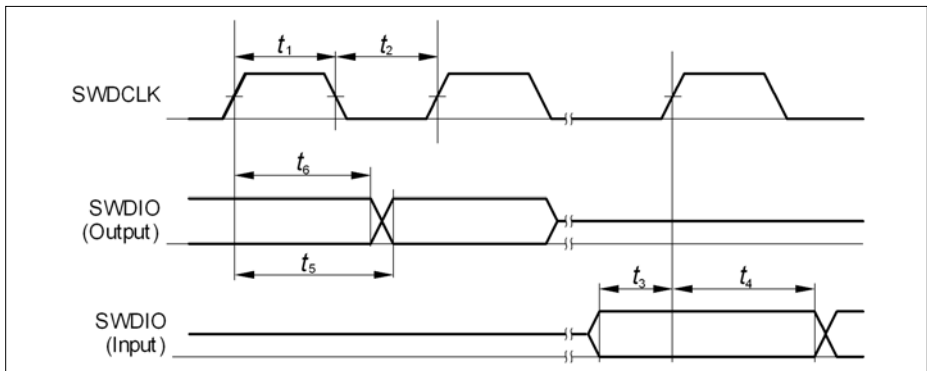 t₁ t₂
SWDCLK
t₆
SWDIO
(Output)
t₅
t₃ t₄
SWDIO
(Input)